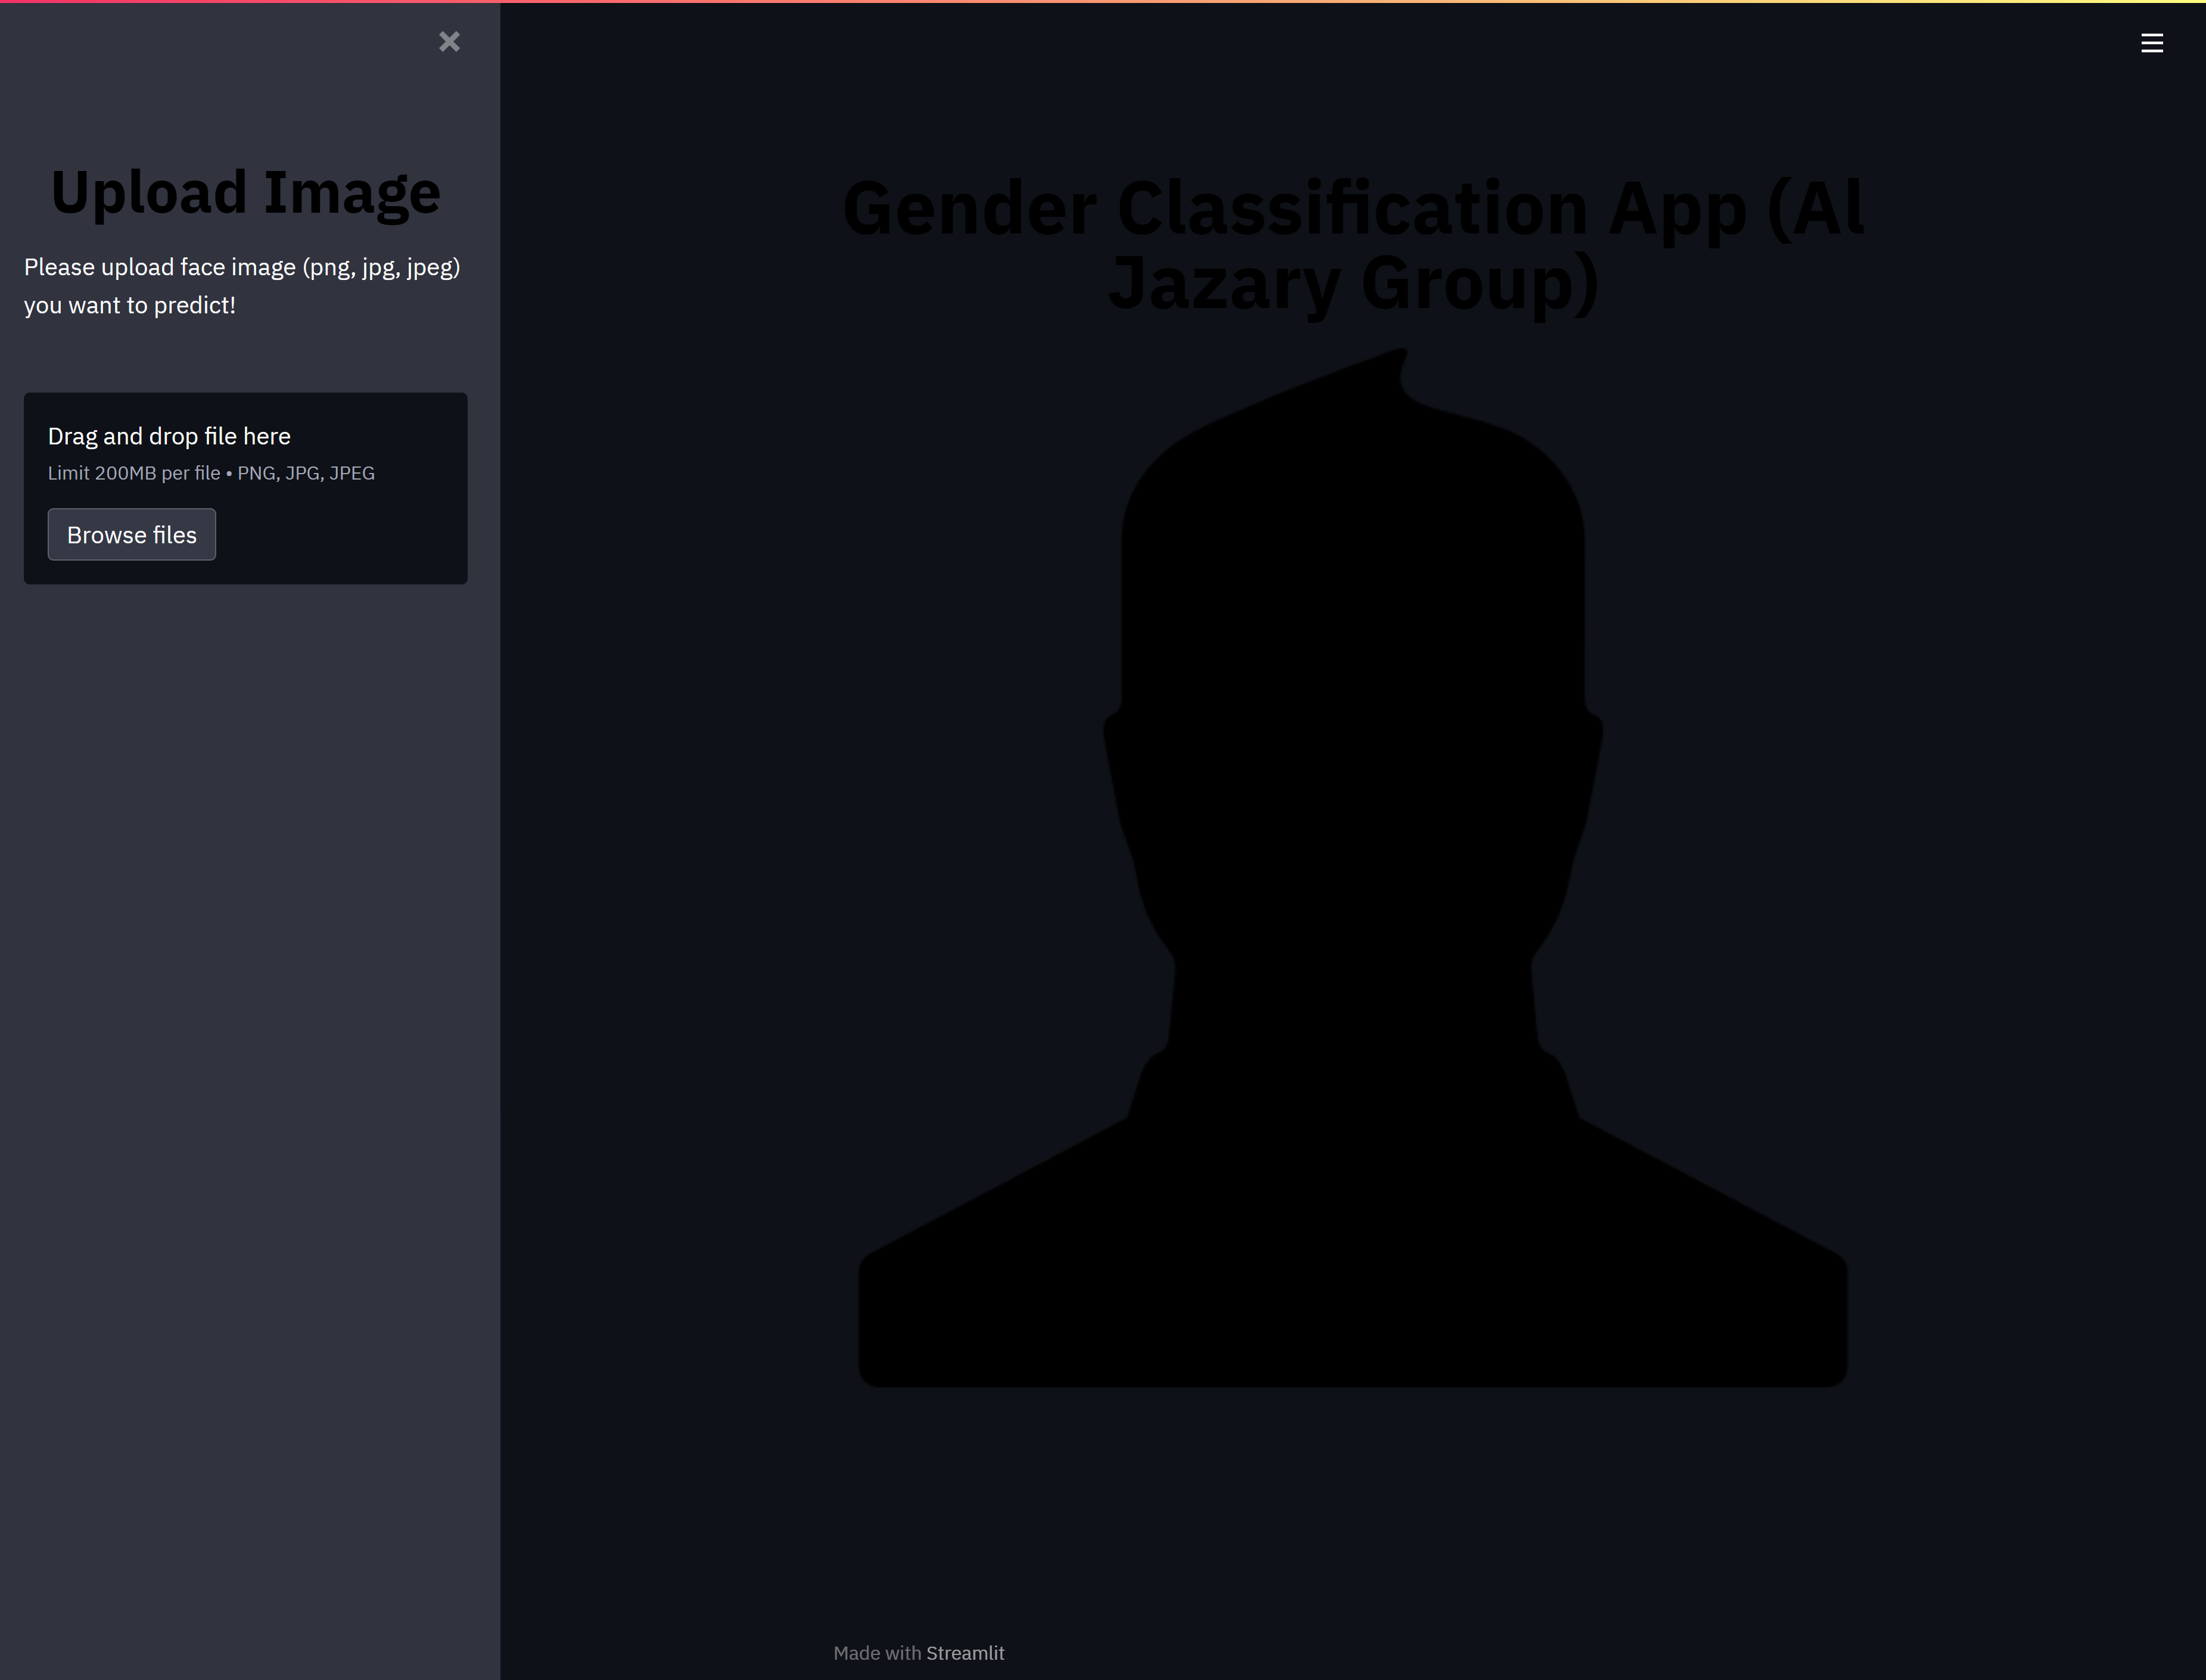 Upload Image
Please upload face image (png, jpg, jpeg)
you want to predict!
Drag and drop file here
Limit 200MB per file • PNG, JPG, JPEG
Browse files
Gender Classification App (Al
Jazary Group)
Made with Streamlit